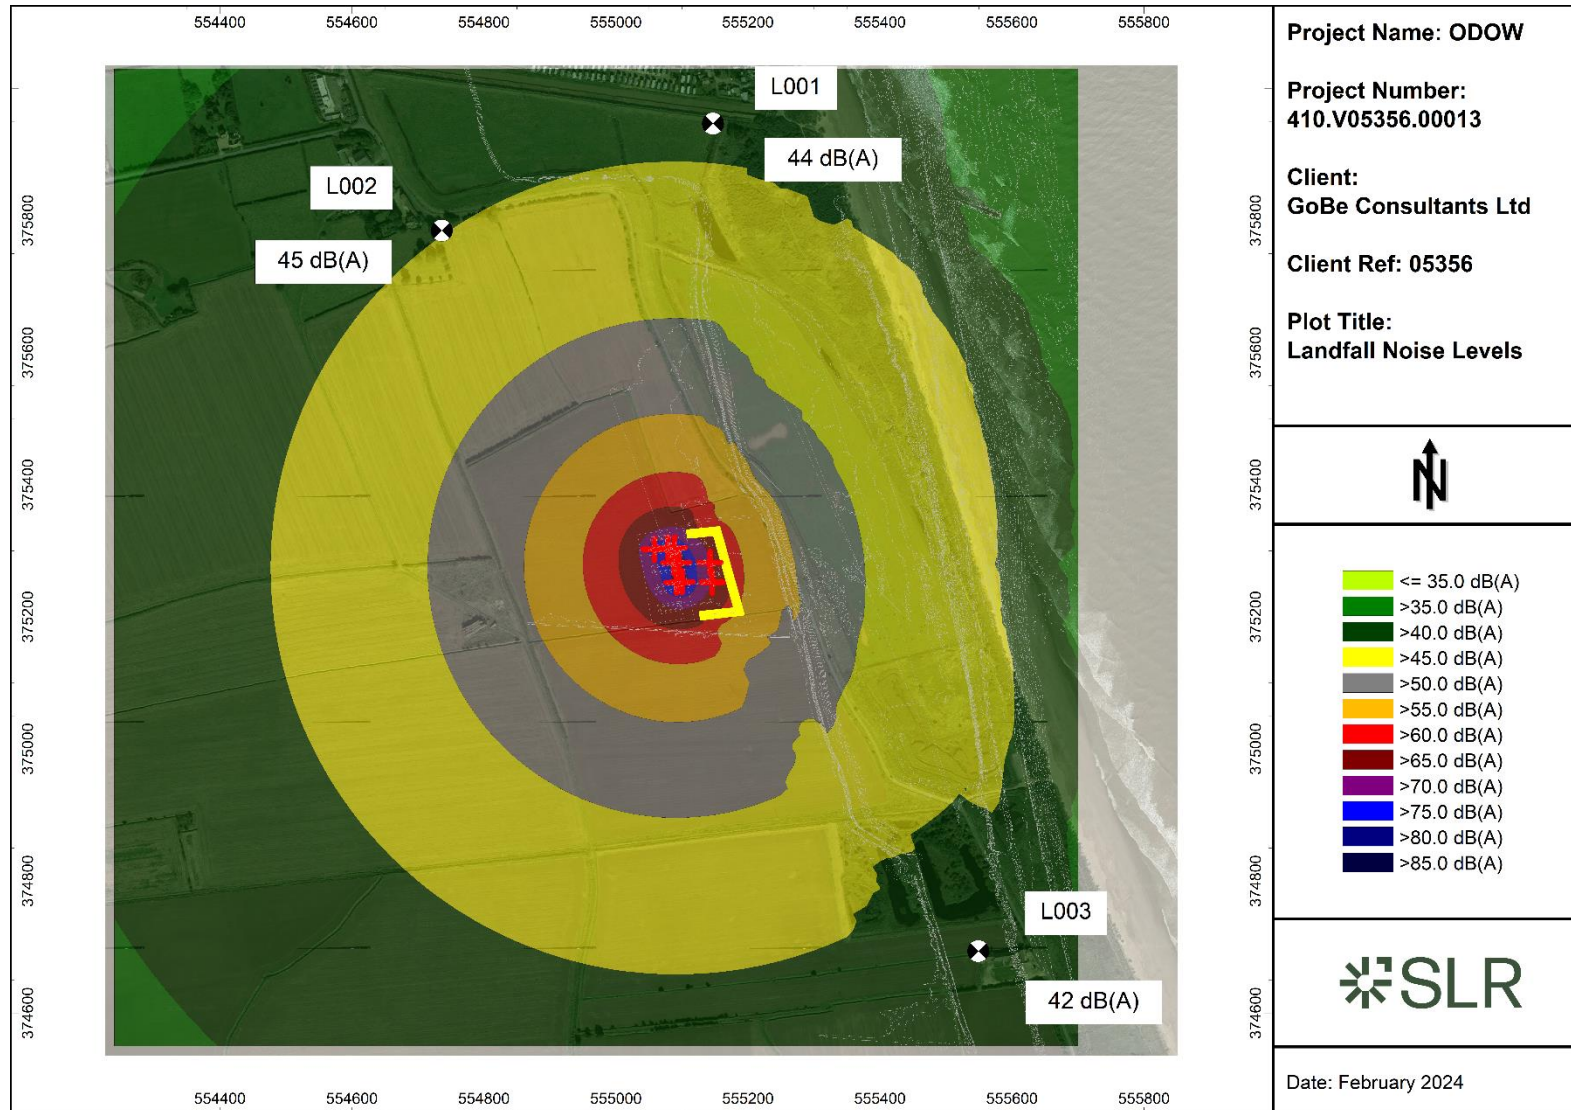 554400 554600 554800 555000 555200 555400 555600 555800
Project Name: ODOW
Project Number:
410.V05356.00013
Client:
GoBe Consultants Ltd
Client Ref: 05356
Plot Title:
Landfall Noise Levels
L001
44 dB(A)
L002
45 dB(A)
L003
42 dB(A)
375800
375600
375400
375200
375000
374800
374600
375800
375600
375400
375200
375000
374800
374600
N
<= 35.0 dB(A)
>35.0 dB(A)
>40.0 dB(A)
>45.0 dB(A)
>50.0 dB(A)
>55.0 dB(A)
>60.0 dB(A)
>65.0 dB(A)
>70.0 dB(A)
>75.0 dB(A)
>80.0 dB(A)
>85.0 dB(A)
SLR
Date: February 2024
554400 554600 554800 555000 555200 555400 555600 555800